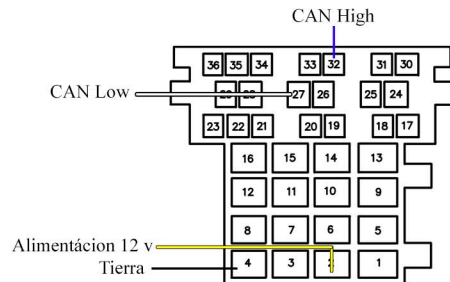 CAN High
36 35 34 33 32 31 30
CAN Low 27 26 25 24
23 22 21 20 19 18 17
16 15 14 13
12 11 10 9
8 7 6 5
Alimentácion 12 v
Tierra 4 3 2 1